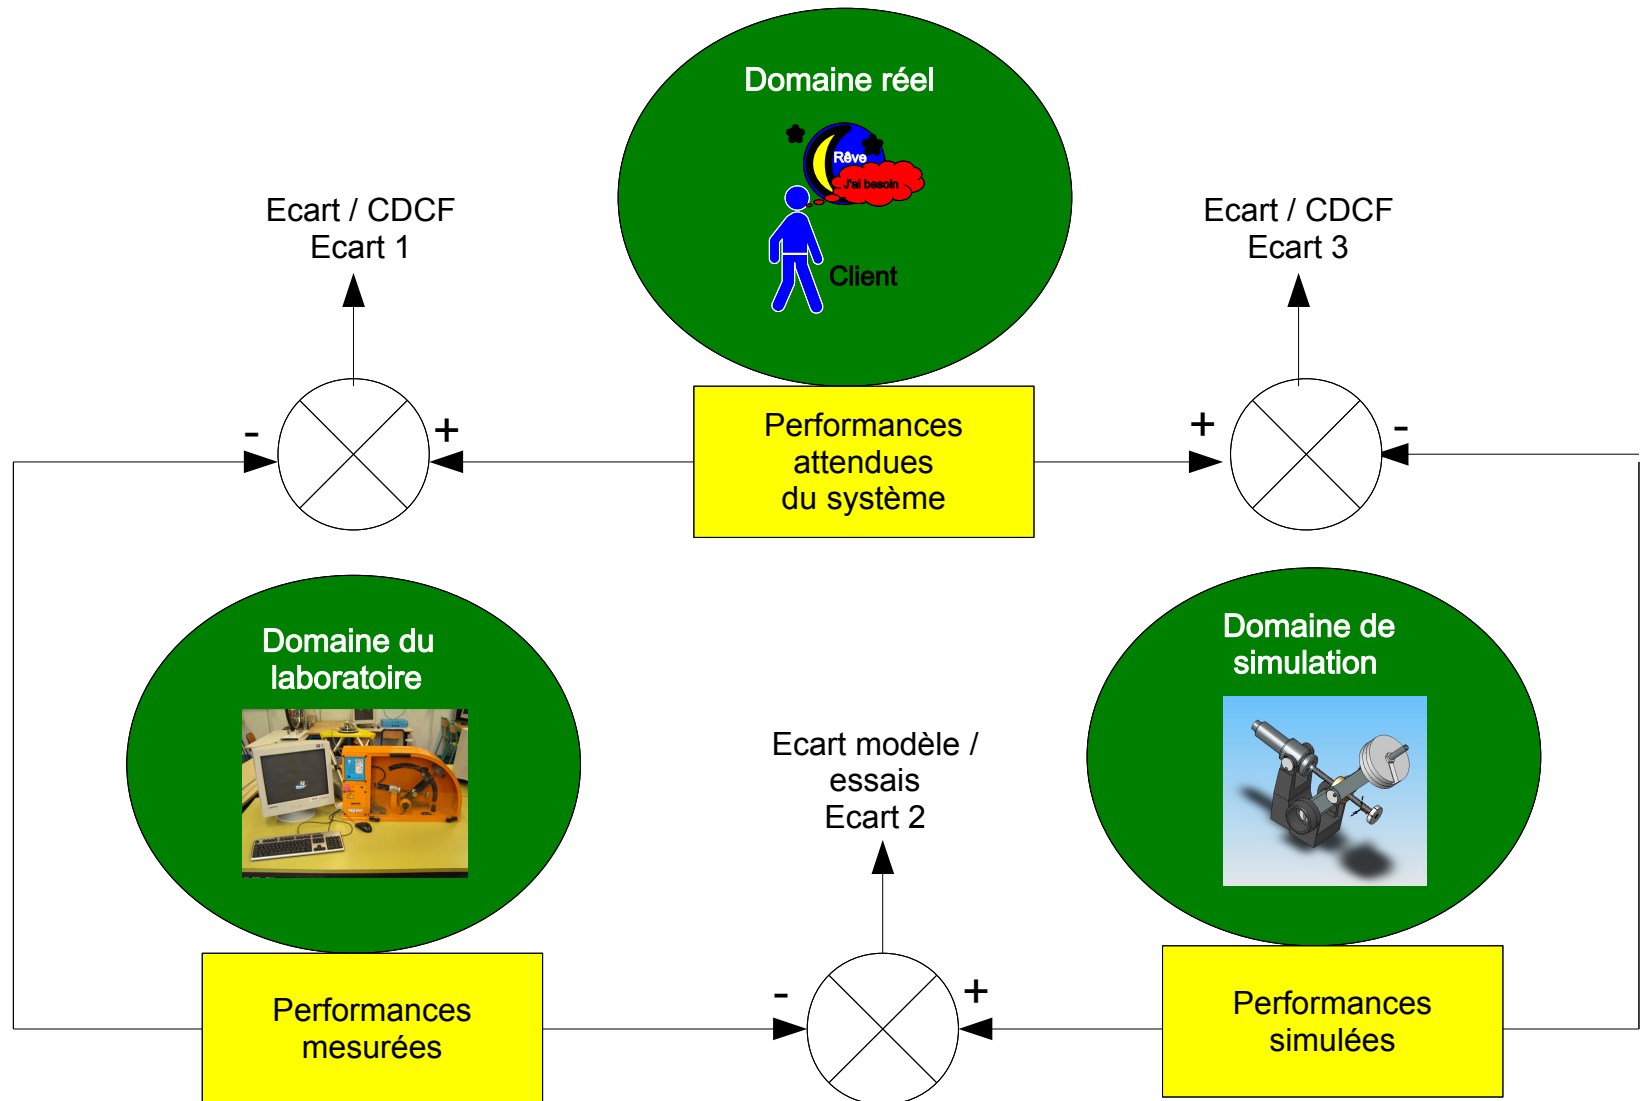 Domaine réel
Rêve
J'ai besoin
Client
Ecart / CDCF
Ecart 1
Ecart / CDCF
Ecart 3
-
+
Performances
attendues
du système
+
-
Domaine du
laboratoire
Domaine de
simulation
Ecart modèle /
essais
Ecart 2
Performances
mesurées
-
+
Performances
simulées